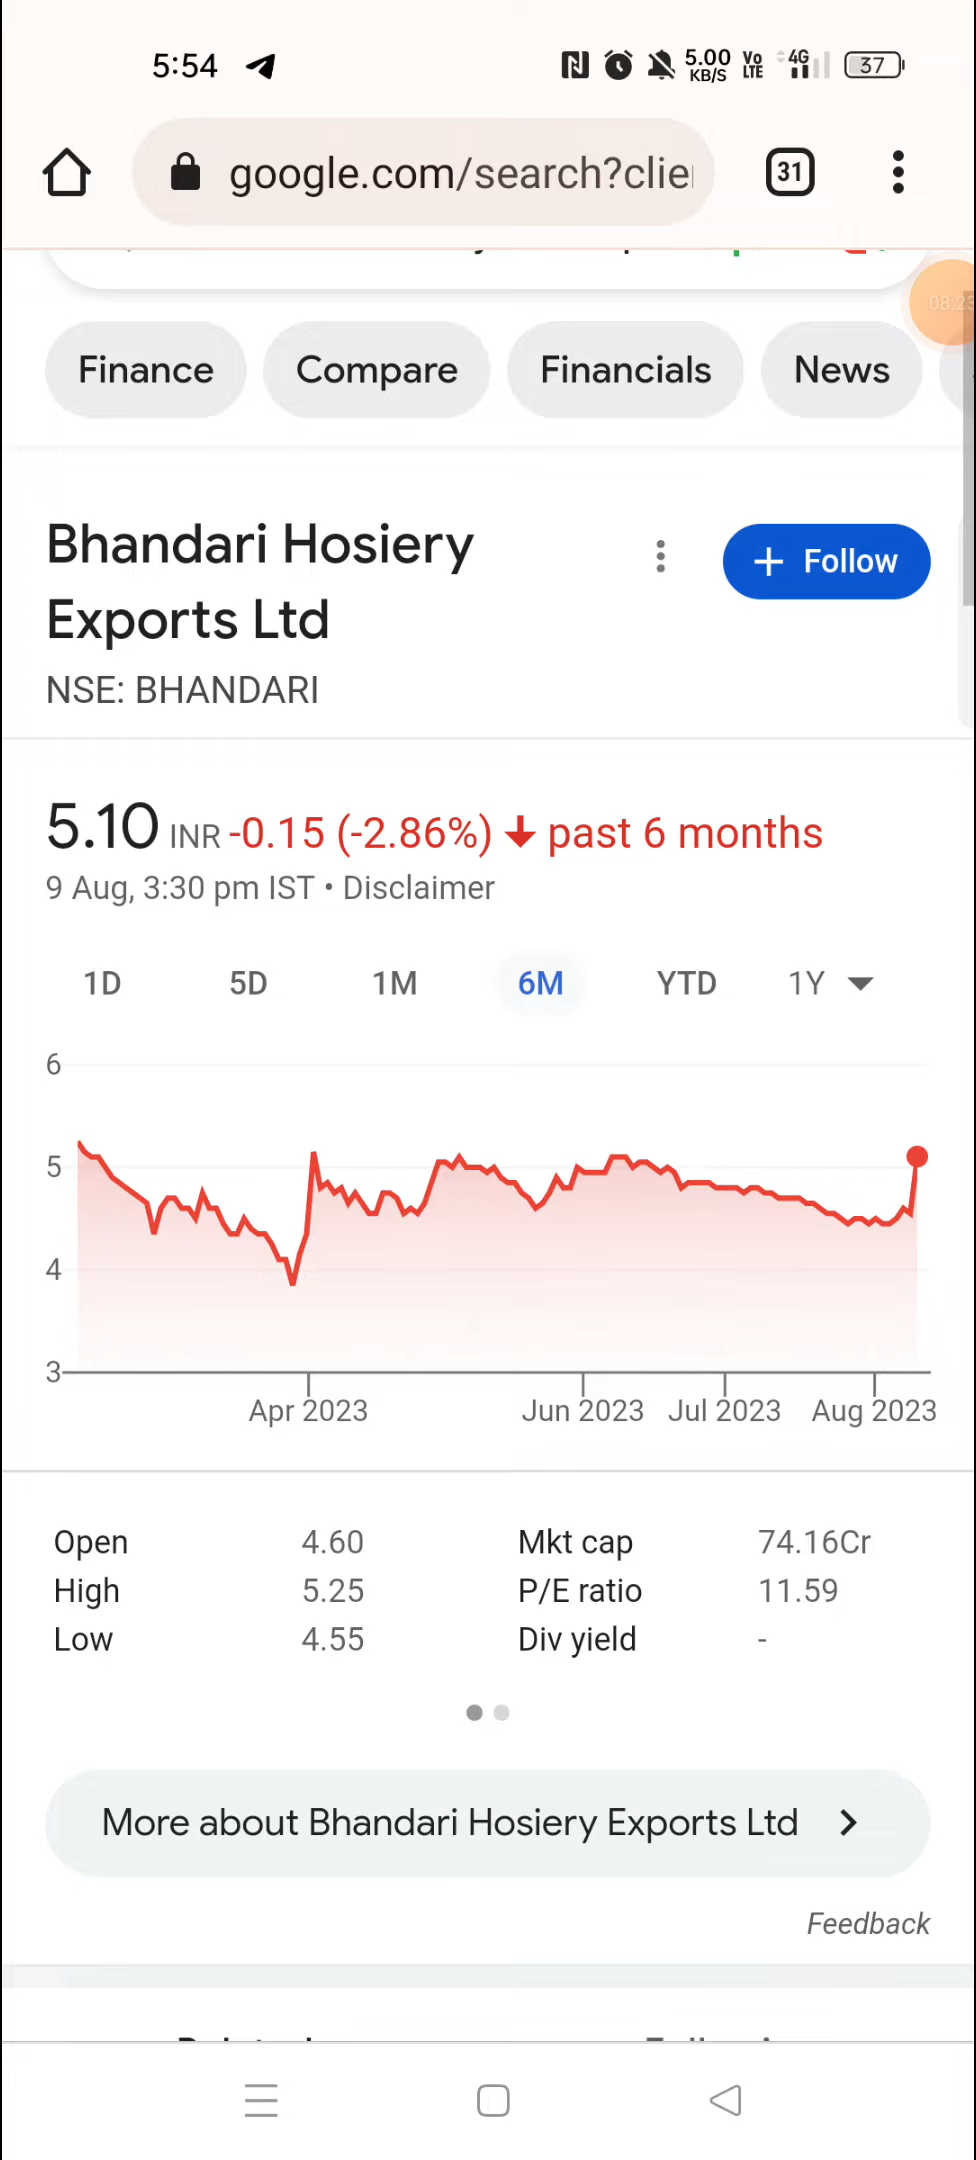 5:54 5.00 KB/S Vo LTE 4G 37
google.com/search?clie
31
08:23
Finance Compare Financials News
Bhandari Hosiery
Exports Ltd
+ Follow
NSE: BHANDARI
5.10 INR -0.15 (-2.86%) ↓ past 6 months
9 Aug, 3:30 pm IST • Disclaimer
1D 5D 1M 6M YTD 1Y
6
5
4
3
Apr 2023 Jun 2023 Jul 2023 Aug 2023
Open 4.60 Mkt cap 74.16Cr
High 5.25 P/E ratio 11.59
Low 4.55 Div yield -
More about Bhandari Hosiery Exports Ltd >
Feedback